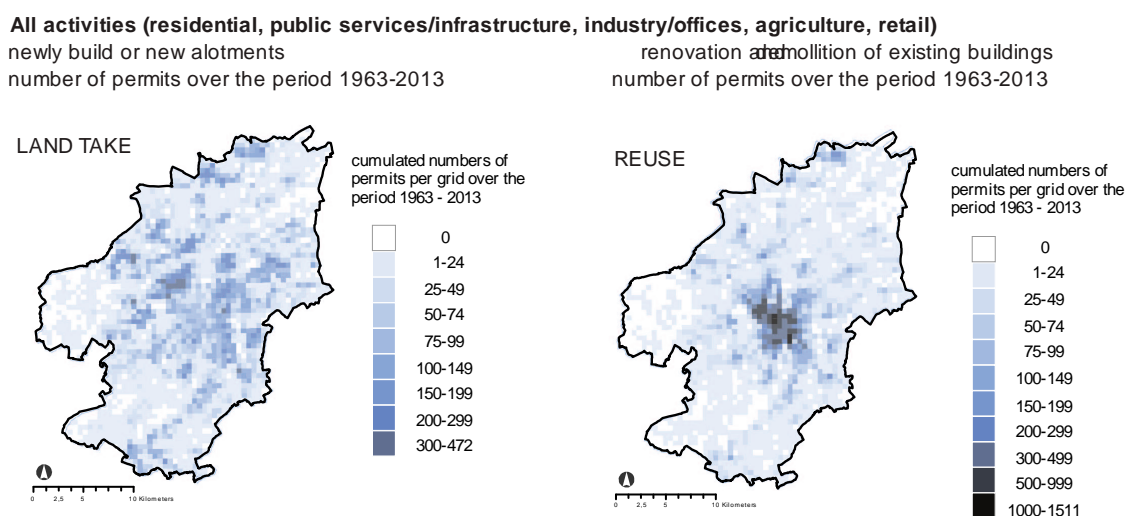 All activities (residential, public services/infrastructure, industry/offices, agriculture, retail)
newly build or new alotments
number of permits over the period 1963-2013
renovation and demollition of existing buildings
number of permits over the period 1963-2013
LAND TAKE
cumulated numbers of
permits per grid over the
period 1963 - 2013
0
1-24
25-49
50-74
75-99
100-149
150-199
200-299
300-472
0 2,5 5 10 Kilometers
REUSE
cumulated numbers of
permits per grid over the
period 1963 - 2013
0
1-24
25-49
50-74
75-99
100-149
150-199
200-299
300-499
500-999
1000-1511
0 2,5 5 10 Kilometers